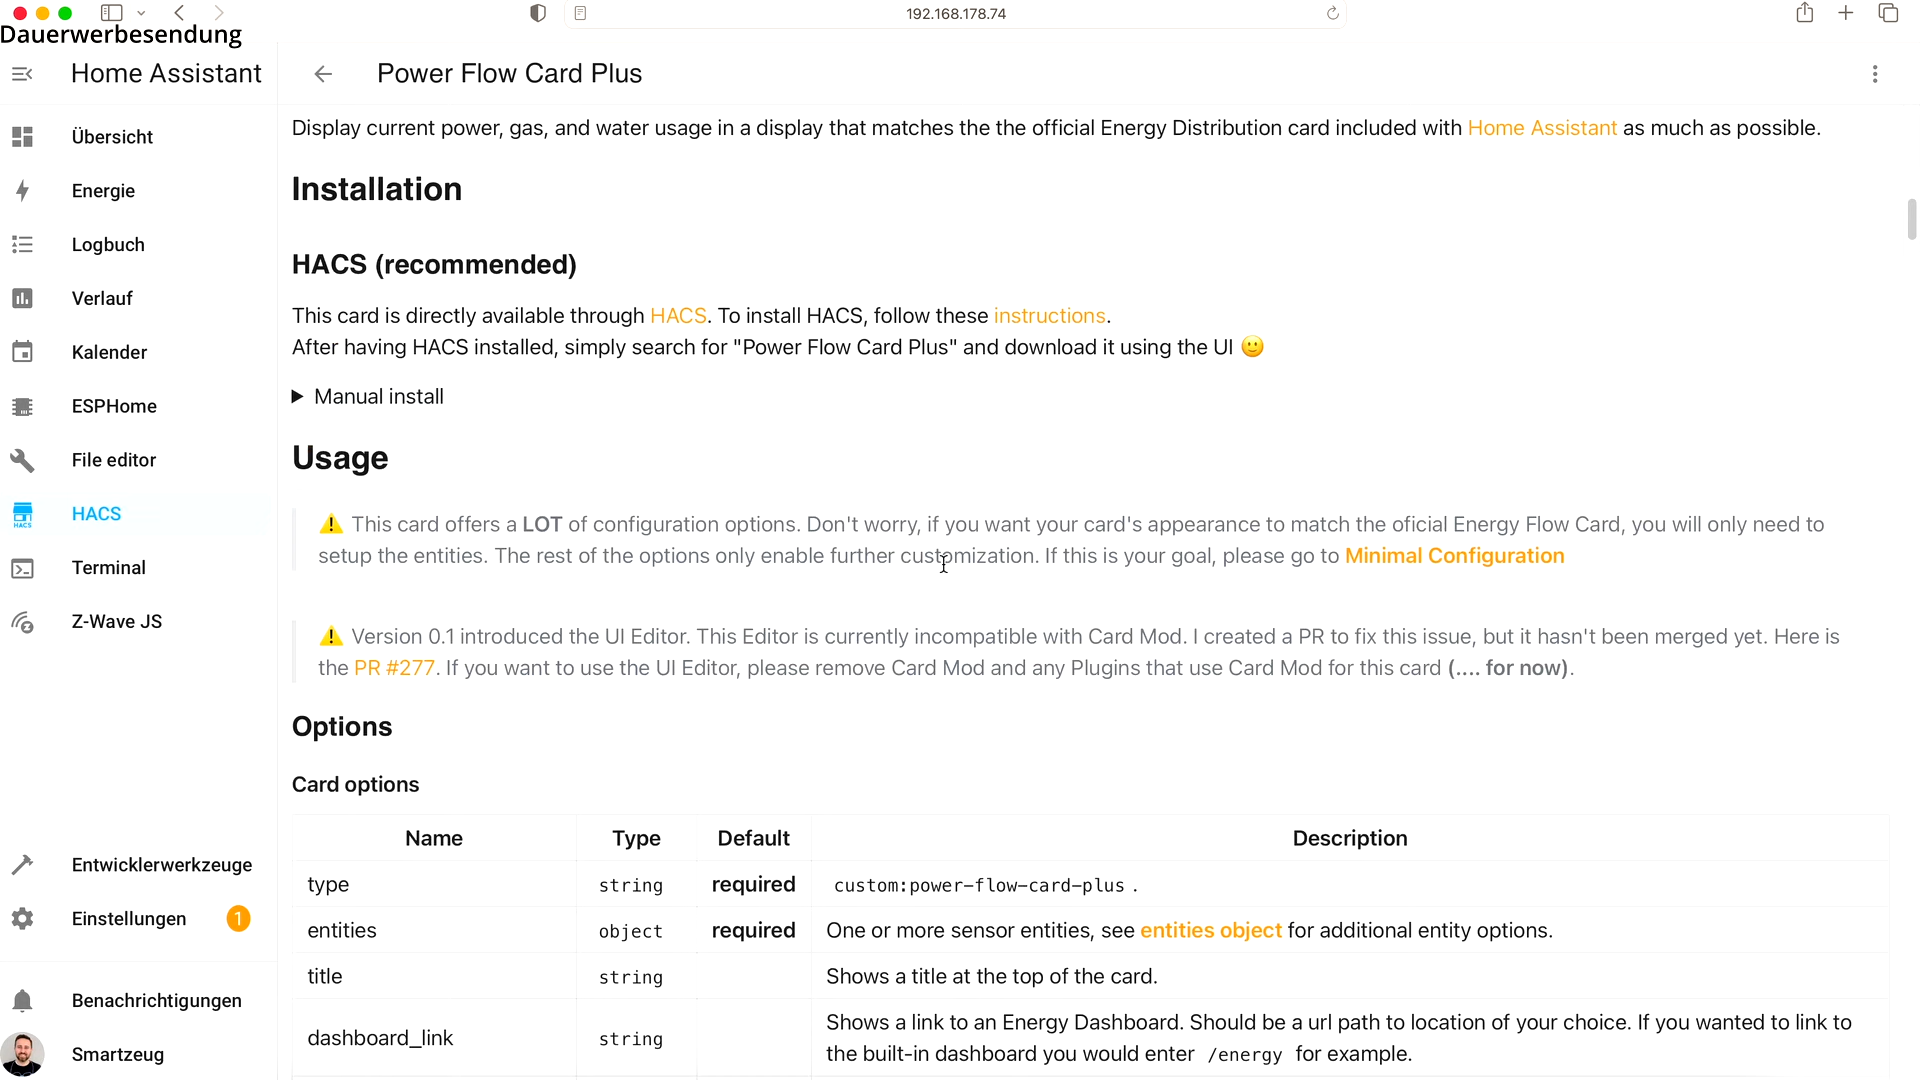 192.168.178.74
Dauerwerbesendung
Home Assistant
Power Flow Card Plus
Übersicht
Energie
Logbuch
Verlauf
Kalender
ESPHome
File editor
HACS
HACS
Terminal
Z-Wave JS
Entwicklerwerkzeuge
Einstellungen
1
Benachrichtigungen
Smartzeug
Display current power, gas, and water usage in a display that matches the the official Energy Distribution card included with Home Assistant as much as possible.
Installation
HACS (recommended)
This card is directly available through HACS. To install HACS, follow these instructions.
After having HACS installed, simply search for "Power Flow Card Plus" and download it using the UI 🙂
▶ Manual install
Usage
⚠️ This card offers a LOT of configuration options. Don't worry, if you want your card's appearance to match the oficial Energy Flow Card, you will only need to
setup the entities. The rest of the options only enable further customization. If this is your goal, please go to Minimal Configuration
⚠️ Version 0.1 introduced the UI Editor. This Editor is currently incompatible with Card Mod. I created a PR to fix this issue, but it hasn't been merged yet. Here is
the PR #277. If you want to use the UI Editor, please remove Card Mod and any Plugins that use Card Mod for this card (.... for now).
Options
Card options
Name Type Default Description
type string required custom:power-flow-card-plus .
entities object required One or more sensor entities, see entities object for additional entity options.
title string Shows a title at the top of the card.
dashboard_link string Shows a link to an Energy Dashboard. Should be a url path to location of your choice. If you wanted to link to
the built-in dashboard you would enter /energy for example.